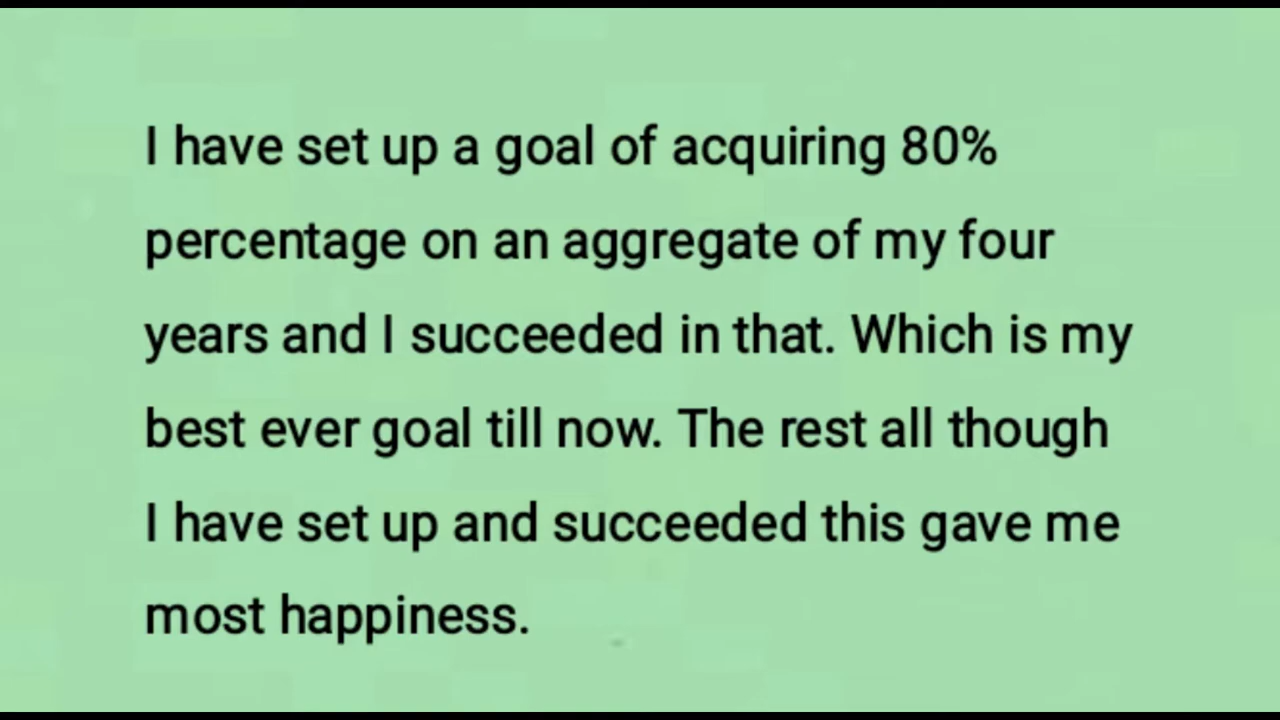 I have set up a goal of acquiring 80%
percentage on an aggregate of my four
years and I succeeded in that. Which is my
best ever goal till now. The rest all though
I have set up and succeeded this gave me
most happiness.